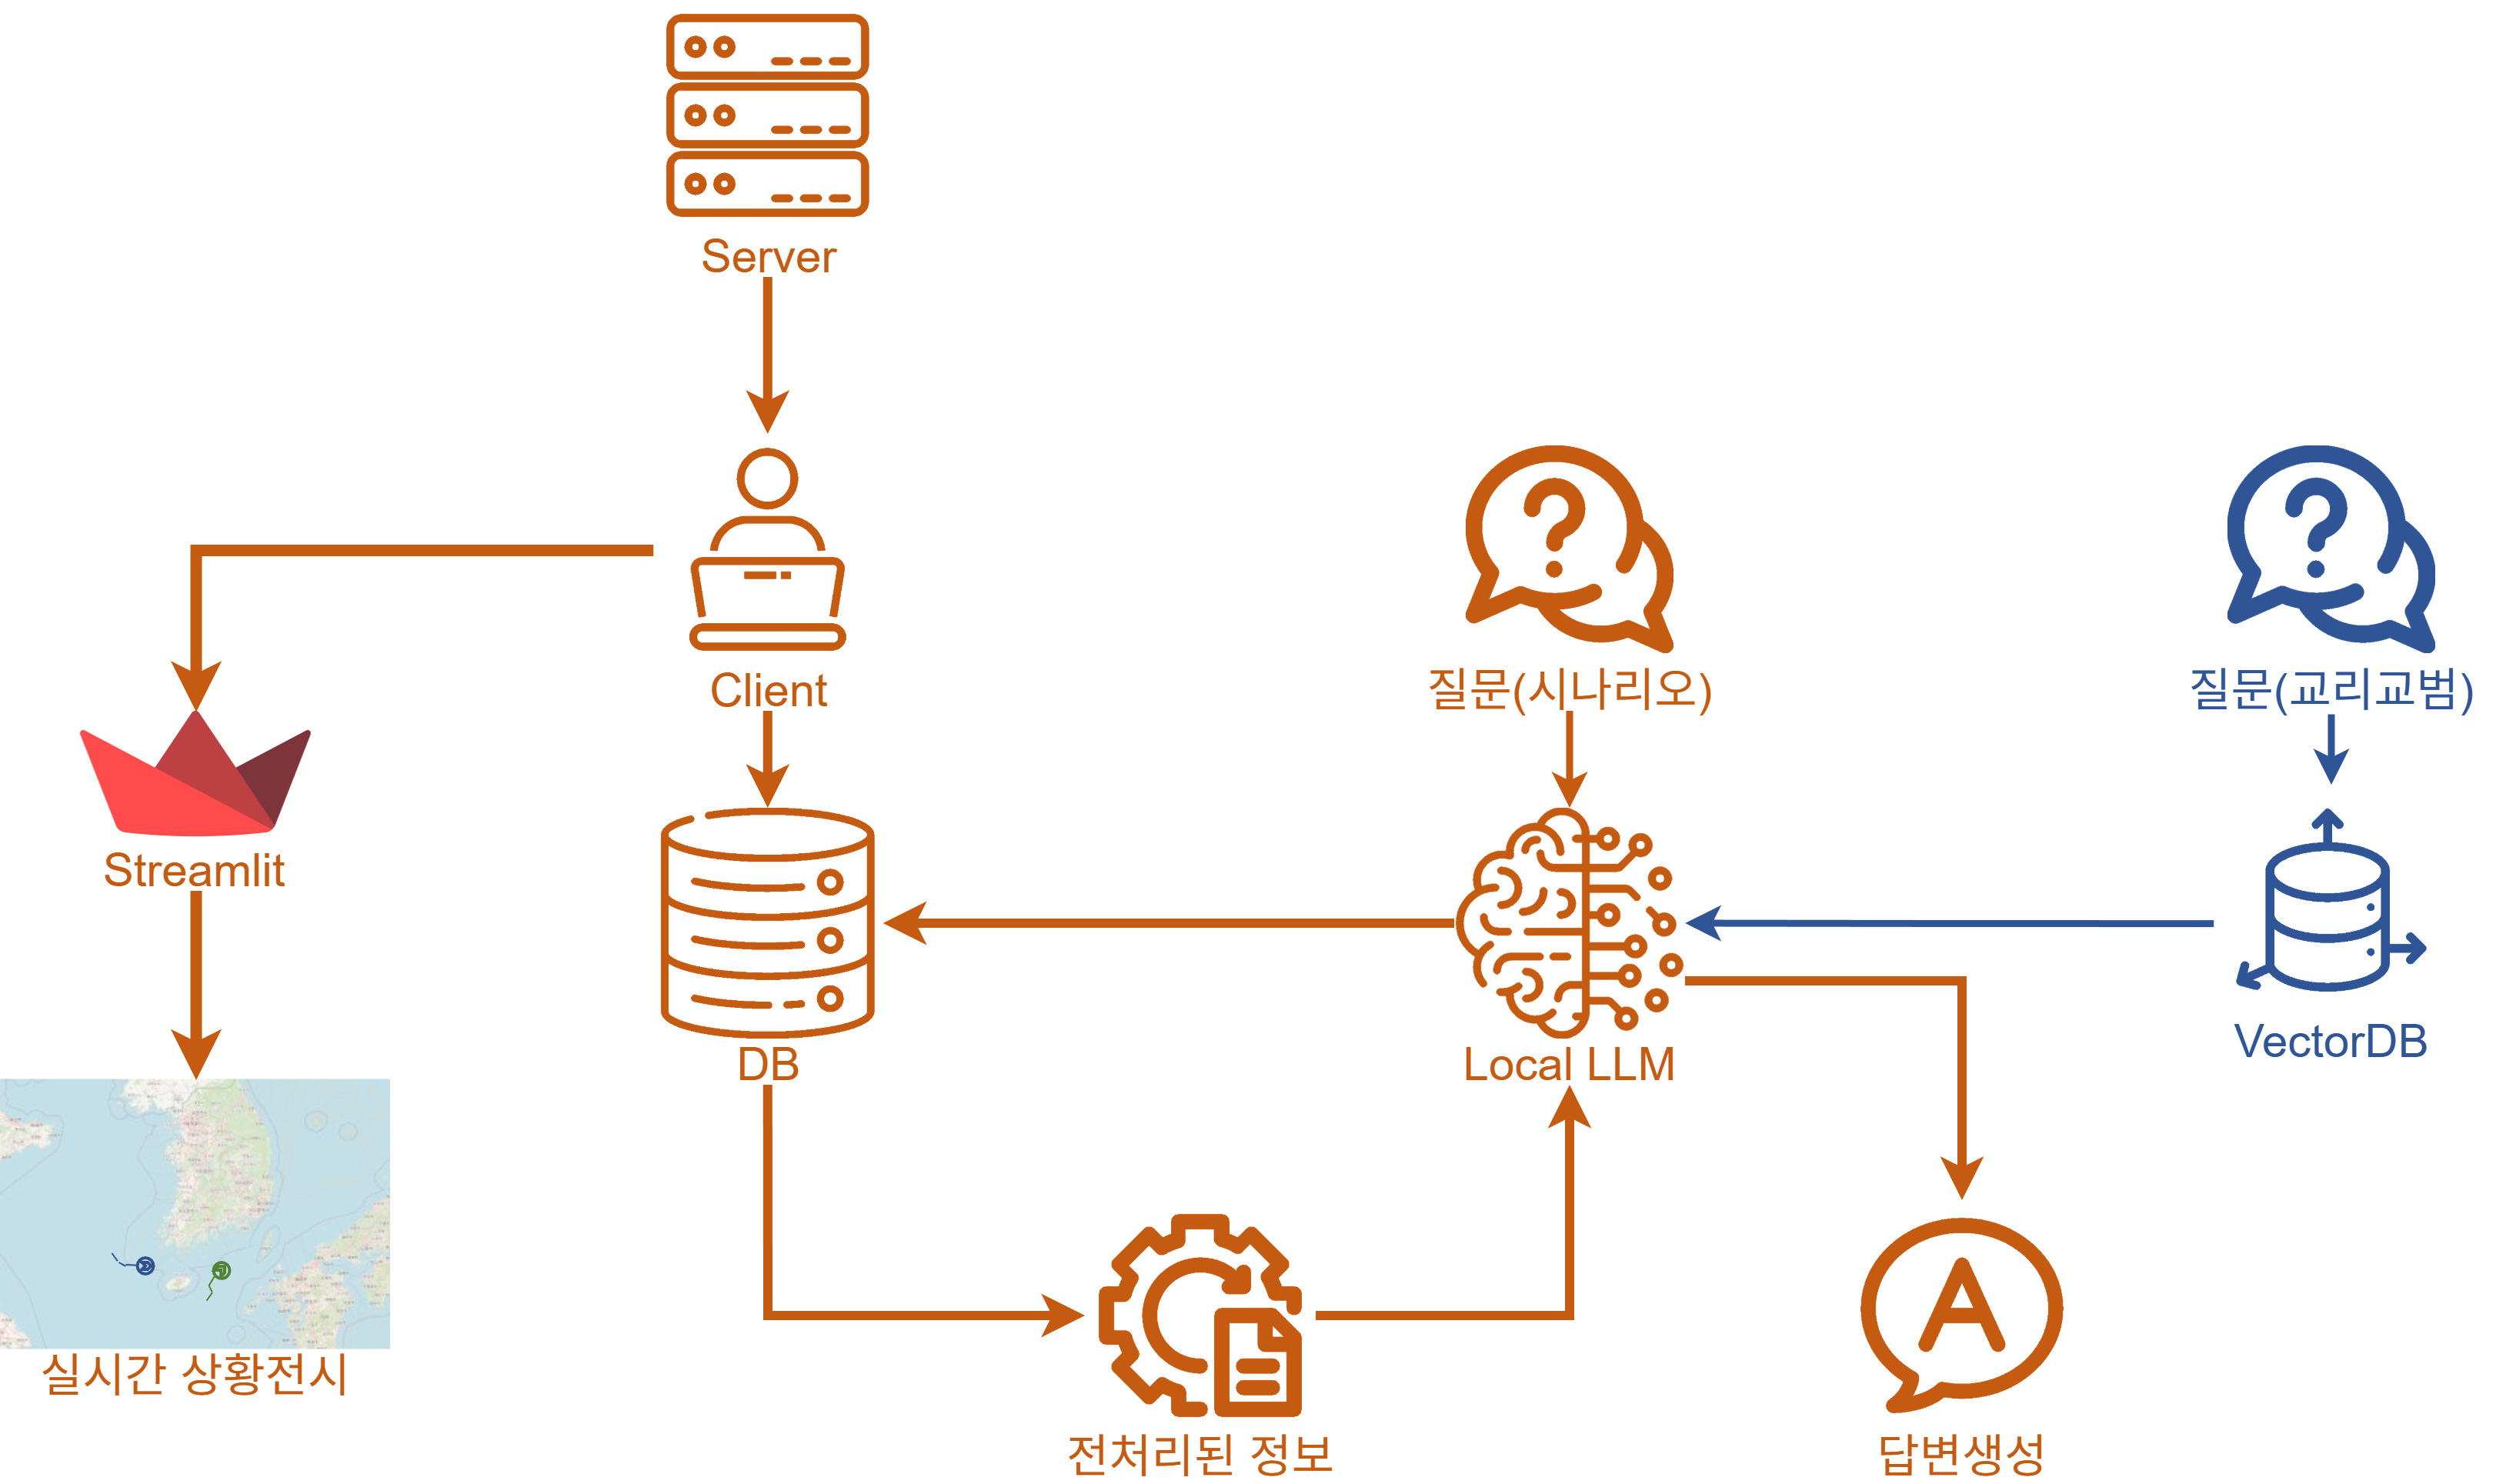 Server
Client
질문(시나리오)
질문(교리교범)
Streamlit
DB
Local LLM
VectorDB
실시간 상황전시
전처리된 정보
답변생성
A